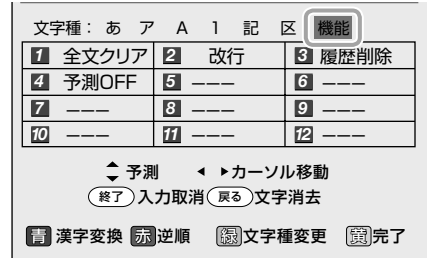 文字種： あ ア A 1 記 区 機能
1 全文クリア 2 改行 3 履歴削除
4 予測OFF 5 −−− 6 −−−
7 −−− 8 −−− 9 −−−
10 −−− 11 −−− 12 −−−
予測 カーソル移動
終了 入力取消 戻る 文字消去
青 漢字変換 赤 逆順 緑 文字種変更 黄 完了